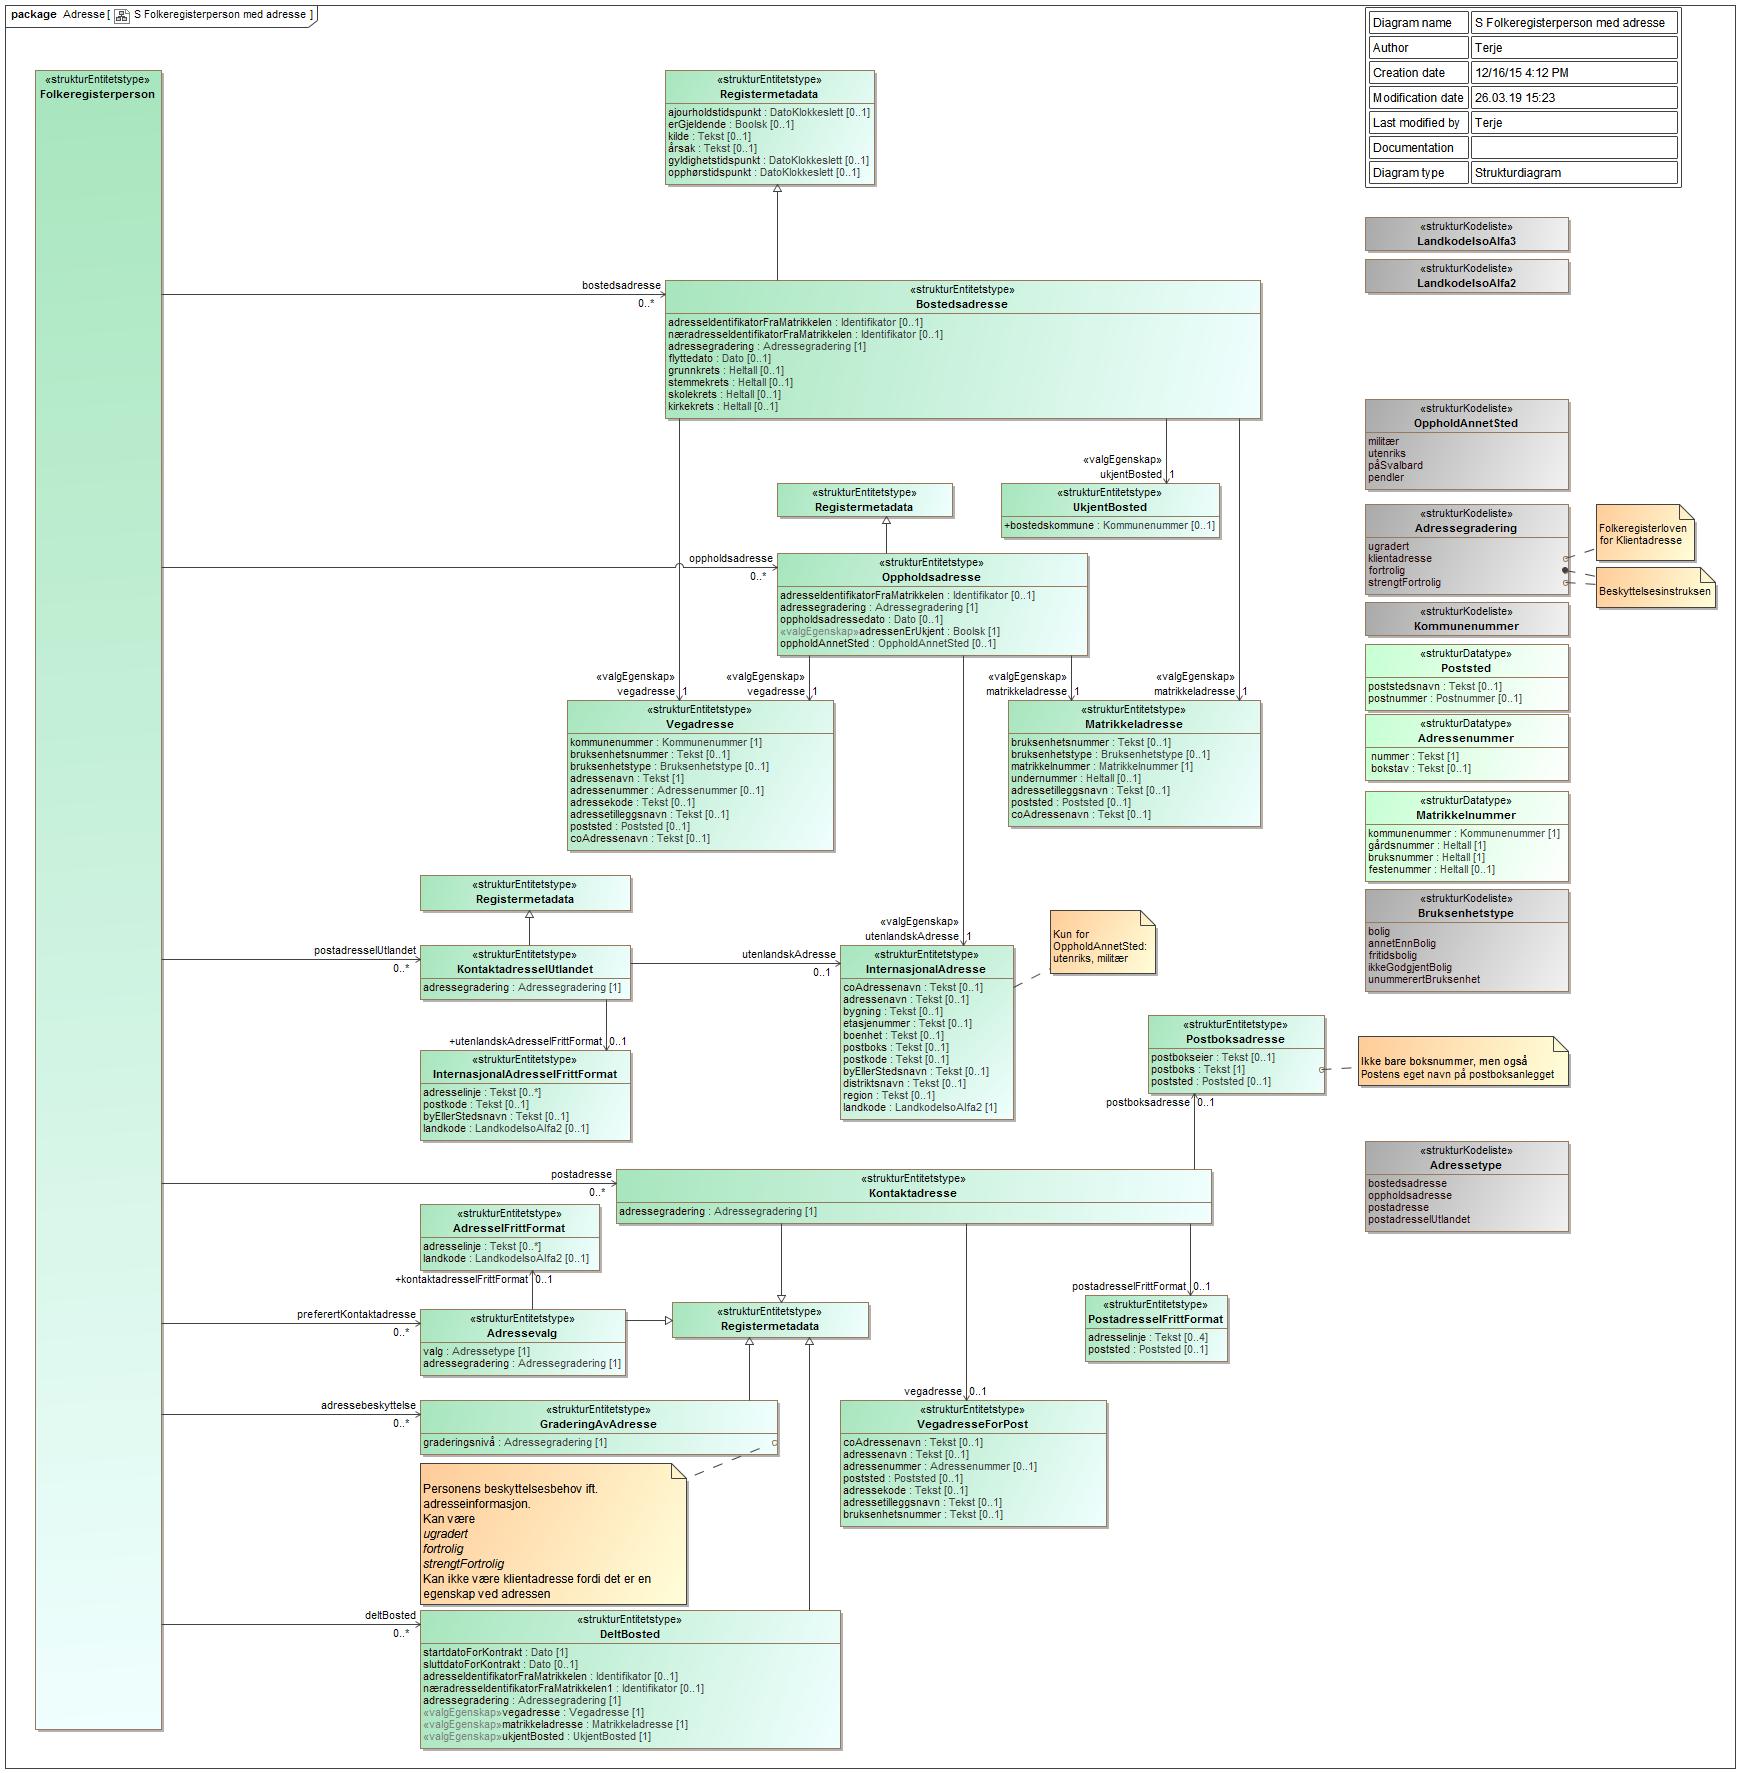 package Adresse [ S Folkeregisterperson med adresse ]
Diagram name S Folkeregisterperson med adresse
Author Terje
Creation date 12/16/15 4:12 PM
Modification date 26.03.19 15:23
Last modified by Terje
Documentation
Diagram type Strukturdiagram
«strukturEntitetstype»
Folkeregisterperson
«strukturEntitetstype»
Registermetadata
ajourholdstidspunkt : DatoKlokkeslett [0..1]
erGjeldende : Boolsk [0..1]
kilde : Tekst [0..1]
årsak : Tekst [0..1]
gyldighetstidspunkt : DatoKlokkeslett [0..1]
opphørstidspunkt : DatoKlokkeslett [0..1]
«strukturKodeliste»
LandkodeIsoAlfa3
«strukturKodeliste»
LandkodeIsoAlfa2
bostedsadresse
0..*
«strukturEntitetstype»
Bostedsadresse
adresseIdentifikatorFraMatrikkelen : Identifikator [0..1]
næradresseIdentifikatorFraMatrikkelen : Identifikator [0..1]
adressegradering : Adressegradering [1]
flyttedato : Dato [0..1]
grunnkrets : Heltall [0..1]
stemmekrets : Heltall [0..1]
skolekrets : Heltall [0..1]
kirkekrets : Heltall [0..1]
«strukturKodeliste»
OppholdAnnetSted
militær
utenriks
påSvalbard
pendler
«valgEgenskap»
ukjentBosted 1
«strukturEntitetstype»
Registermetadata
«strukturEntitetstype»
UkjentBosted
+bostedskommune : Kommunenummer [0..1]
«strukturKodeliste»
Adressegradering
ugradert
klientadresse
fortrolig
strengtFortrolig
Folkeregisterloven
for Klientadresse
Beskyttelsesinstruksen
oppholdsadresse
0..*
«strukturEntitetstype»
Oppholdsadresse
adresseIdentifikatorFraMatrikkelen : Identifikator [0..1]
adressegradering : Adressegradering [1]
oppholdsadressedato : Dato [0..1]
«valgEgenskap»adressenErUkjent : Boolsk [1]
oppholdAnnetSted : OppholdAnnetSted [0..1]
«strukturKodeliste»
Kommunenummer
«strukturDatatype»
Poststed
poststedsnavn : Tekst [0..1]
postnummer : Postnummer [0..1]
«strukturDatatype»
Adressenummer
nummer : Tekst [1]
bokstav : Tekst [0..1]
«strukturDatatype»
Matrikkelnummer
kommunenummer : Kommunenummer [1]
gårdsnummer : Heltall [1]
bruksnummer : Heltall [1]
festenummer : Heltall [0..1]
«strukturKodeliste»
Bruksenhetstype
bolig
annetEnnBolig
fritidsbolig
ikkeGodgjentBolig
unummerertBruksenhet
«valgEgenskap»
vegadresse 1
«valgEgenskap»
vegadresse 1
«valgEgenskap»
matrikkeladresse 1
«valgEgenskap»
matrikkeladresse 1
«strukturEntitetstype»
Vegadresse
kommunenummer : Kommunenummer [1]
bruksenhetsnummer : Tekst [0..1]
bruksenhetstype : Bruksenhetstype [0..1]
adressenavn : Tekst [1]
adressenummer : Adressenummer [0..1]
adressekode : Tekst [0..1]
adressetilleggsnavn : Tekst [0..1]
poststed : Poststed [0..1]
coAdressenavn : Tekst [0..1]
«strukturEntitetstype»
Matrikkeladresse
bruksenhetsnummer : Tekst [0..1]
bruksenhetstype : Bruksenhetstype [0..1]
matrikkelnummer : Matrikkelnummer [1]
undernummer : Heltall [0..1]
adressetilleggsnavn : Tekst [0..1]
poststed : Poststed [0..1]
coAdressenavn : Tekst [0..1]
«strukturEntitetstype»
Registermetadata
postadresseIUtlandet
0..*
«strukturEntitetstype»
KontaktadresseIUtlandet
adressegradering : Adressegradering [1]
utenlandskAdresse
0..1
«valgEgenskap»
utenlandskAdresse 1
«strukturEntitetstype»
InternasjonalAdresse
coAdressenavn : Tekst [0..1]
adressenavn : Tekst [0..1]
bygning : Tekst [0..1]
etasjenummer : Tekst [0..1]
boenhet : Tekst [0..1]
postboks : Tekst [0..1]
postkode : Tekst [0..1]
byEllerStedsnavn : Tekst [0..1]
distriktsnavn : Tekst [0..1]
region : Tekst [0..1]
landkode : LandkodeIsoAlfa2 [1]
Kun for
OppholdAnnetSted:
utenriks, militær
+utenlandskAdresseIFrittFormat 0..1
«strukturEntitetstype»
InternasjonalAdresseIFrittFormat
adresselinje : Tekst [0..*]
postkode : Tekst [0..1]
byEllerStedsnavn : Tekst [0..1]
landkode : LandkodeIsoAlfa2 [0..1]
«strukturEntitetstype»
Postboksadresse
postbokseier : Tekst [0..1]
postboks : Tekst [1]
poststed : Poststed [0..1]
Ikke bare boksnummer, men også
Postens eget navn på postboksanlegget
postboksadresse 0..1
«strukturKodeliste»
Adressetype
bostedsadresse
oppholdsadresse
postadresse
postadresseIUtlandet
postadresse
0..*
«strukturEntitetstype»
Kontaktadresse
adressegradering : Adressegradering [1]
«strukturEntitetstype»
AdresseIFrittFormat
adresselinje : Tekst [0..*]
landkode : LandkodeIsoAlfa2 [0..1]
+kontaktadresseIFrittFormat 0..1
postadresseIFrittFormat 0..1
«strukturEntitetstype»
PostadresseIFrittFormat
adresselinje : Tekst [0..4]
poststed : Poststed [0..1]
preferertKontaktadresse
0..*
«strukturEntitetstype»
Adressevalg
valg : Adressetype [1]
adressegradering : Adressegradering [1]
«strukturEntitetstype»
Registermetadata
vegadresse 0..1
«strukturEntitetstype»
VegadresseForPost
coAdressenavn : Tekst [0..1]
adressenavn : Tekst [0..1]
adressenummer : Adressenummer [0..1]
poststed : Poststed [0..1]
adressekode : Tekst [0..1]
adressetilleggsnavn : Tekst [0..1]
bruksenhetsnummer : Tekst [0..1]
adressebeskyttelse
0..*
«strukturEntitetstype»
GraderingAvAdresse
graderingsnivå : Adressegradering [1]
Personens beskyttelsesbehov ift.
adresseinformasjon.
Kan være
ugradert
fortrolig
strengtFortrolig
Kan ikke være klientadresse fordi det er en
egenskap ved adressen
deltBosted
0..*
«strukturEntitetstype»
DeltBosted
startdatoForKontrakt : Dato [1]
sluttdatoForKontrakt : Dato [0..1]
adresseIdentifikatorFraMatrikkelen : Identifikator [0..1]
næradresseIdentifikatorFraMatrikkelen1 : Identifikator [0..1]
adressegradering : Adressegradering [1]
«valgEgenskap»vegadresse : Vegadresse [1]
«valgEgenskap»matrikkeladresse : Matrikkeladresse [1]
«valgEgenskap»ukjentBosted : UkjentBosted [1]